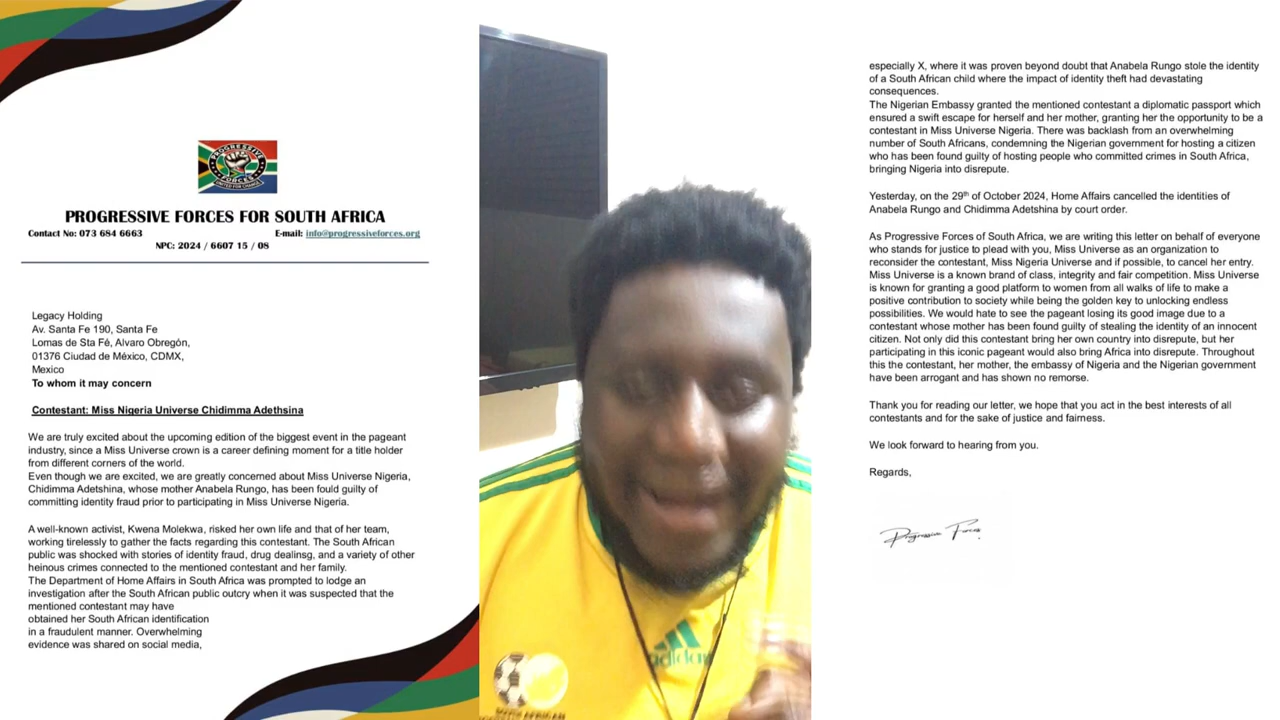 PROGRESSIVE
FORCES
UNITED FOR CHANGE
PROGRESSIVE FORCES FOR SOUTH AFRICA
Contact No: 073 684 6663 E-mail: info@progressiveforces.org
NPC: 2024 / 6607 15 / 08
Legacy Holding
Av. Santa Fe 190, Santa Fe
Lomas de Sta Fé, Alvaro Obregón,
01376 Ciudad de México, CDMX,
Mexico
To whom it may concern
Contestant: Miss Nigeria Universe Chidimma Adethsina
We are truly excited about the upcoming edition of the biggest event in the pageant
industry, since a Miss Universe crown is a career defining moment for a title holder
from different corners of the world.
Even though we are excited, we are greatly concerned about Miss Universe Nigeria,
Chidimma Adetshina, whose mother Anabela Rungo, has been fould guilty of
committing identity fraud prior to participating in Miss Universe Nigeria.
A well-known activist, Kwena Molekwa, risked her own life and that of her team,
working tirelessly to gather the facts regarding this contestant. The South African
public was shocked with stories of identity fraud, drug dealinsg, and a variety of other
heinous crimes connected to the mentioned contestant and her family.
The Department of Home Affairs in South Africa was prompted to lodge an
investigation after the South African public outcry when it was suspected that the
mentioned contestant may have
obtained her South African identification
in a fraudulent manner. Overwhelming
evidence was shared on social media,
adidas
SOUTH AFRICAN
especially X, where it was proven beyond doubt that Anabela Rungo stole the identity
of a South African child where the impact of identity theft had devastating
consequences.
The Nigerian Embassy granted the mentioned contestant a diplomatic passport which
ensured a swift escape for herself and her mother, granting her the opportunity to be a
contestant in Miss Universe Nigeria. There was backlash from an overwhelming
number of South Africans, condemning the Nigerian government for hosting a citizen
who has been found guilty of hosting people who committed crimes in South Africa,
bringing Nigeria into disrepute.
Yesterday, on the 29th of October 2024, Home Affairs cancelled the identities of
Anabela Rungo and Chidimma Adetshina by court order.
As Progressive Forces of South Africa, we are writing this letter on behalf of everyone
who stands for justice to plead with you, Miss Universe as an organization to
reconsider the contestant, Miss Nigeria Universe and if possible, to cancel her entry.
Miss Universe is a known brand of class, integrity and fair competition. Miss Universe
is known for granting a good platform to women from all walks of life to make a
positive contribution to society while being the golden key to unlocking endless
possibilities. We would hate to see the pageant losing its good image due to a
contestant whose mother has been found guilty of stealing the identity of an innocent
citizen. Not only did this contestant bring her own country into disrepute, but her
participating in this iconic pageant would also bring Africa into disrepute. Throughout
this the contestant, her mother, the embassy of Nigeria and the Nigerian government
have been arrogant and has shown no remorse.
Thank you for reading our letter, we hope that you act in the best interests of all
contestants and for the sake of justice and fairness.
We look forward to hearing from you.
Regards,
Progressive Forces